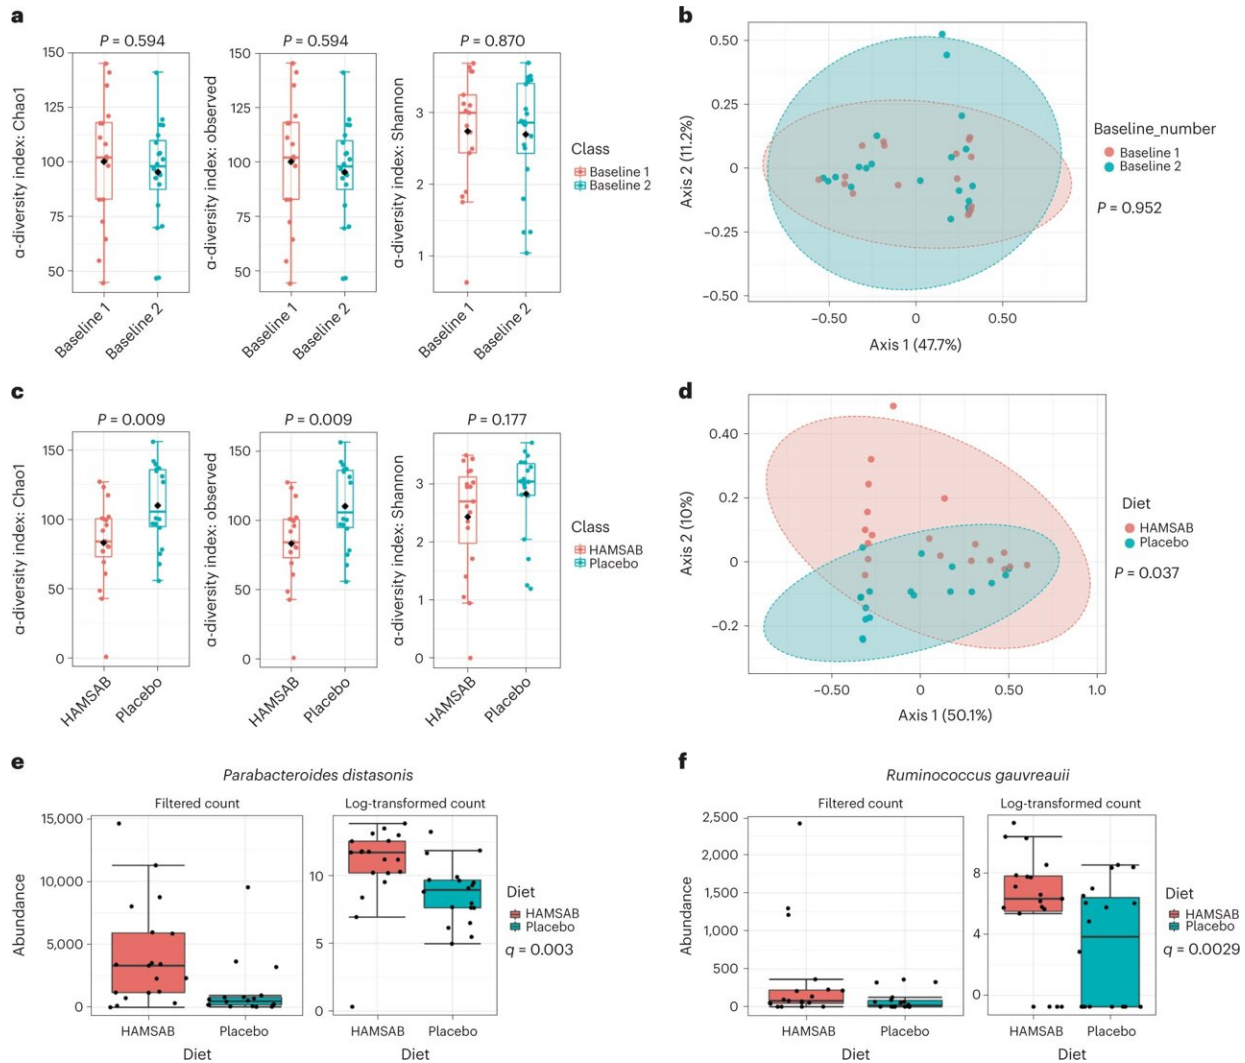 a
P = 0.594
P = 0.594
P = 0.870
α-diversity index: Chao1
150
125
100
75
50
Baseline 1
Baseline 2
α-diversity index: observed
150
125
100
75
50
Baseline 1
Baseline 2
α-diversity index: Shannon
3
2
1
Baseline 1
Baseline 2
Class
Baseline 1
Baseline 2
b
Axis 2 (11.2%)
0.50
0.25
0
−0.25
−0.50
−0.50
0
0.50
Axis 1 (47.7%)
Baseline_number
Baseline 1
Baseline 2
P = 0.952
c
P = 0.009
P = 0.009
P = 0.177
α-diversity index: Chao1
150
100
50
0
HAMSAB
Placebo
α-diversity index: observed
150
100
50
0
HAMSAB
Placebo
α-diversity index: Shannon
3
2
1
0
HAMSAB
Placebo
Class
HAMSAB
Placebo
d
Axis 2 (10%)
0.40
0.2
0
−0.2
−0.50
0
0.50
1.0
Axis 1 (50.1%)
Diet
HAMSAB
Placebo
P = 0.037
e
Parabacteroides distasonis
Filtered count
Log-transformed count
Abundance
15,000
10,000
5,000
0
HAMSAB
Placebo
Diet
10
5
0
HAMSAB
Placebo
Diet
Diet
HAMSAB
Placebo
q = 0.003
f
Ruminococcus gauvreauii
Filtered count
Log-transformed count
Abundance
2,500
2,000
1,500
1,000
500
0
HAMSAB
Placebo
Diet
8
4
0
HAMSAB
Placebo
Diet
Diet
HAMSAB
Placebo
q = 0.0029